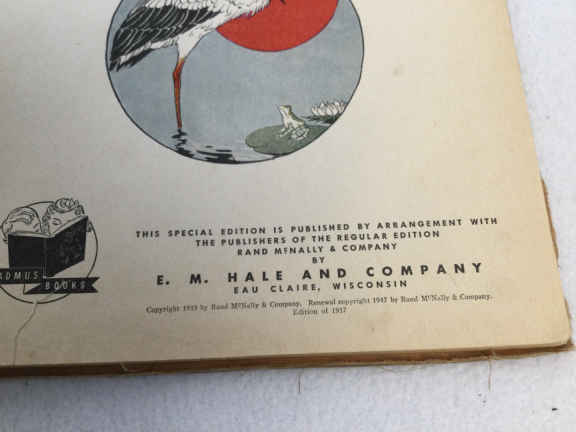 THIS SPECIAL EDITION IS PUBLISHED BY ARRANGEMENT WITH
THE PUBLISHERS OF THE REGULAR EDITION
RAND MᶜNALLY & COMPANY
BY
E. M. HALE AND COMPANY
EAU CLAIRE, WISCONSIN
Copyright 1919 by Rand MᶜNally & Company. Renewal copyright 1947 by Rand MᶜNally & Company.
Edition of 1937
ADMUS
BOOKS